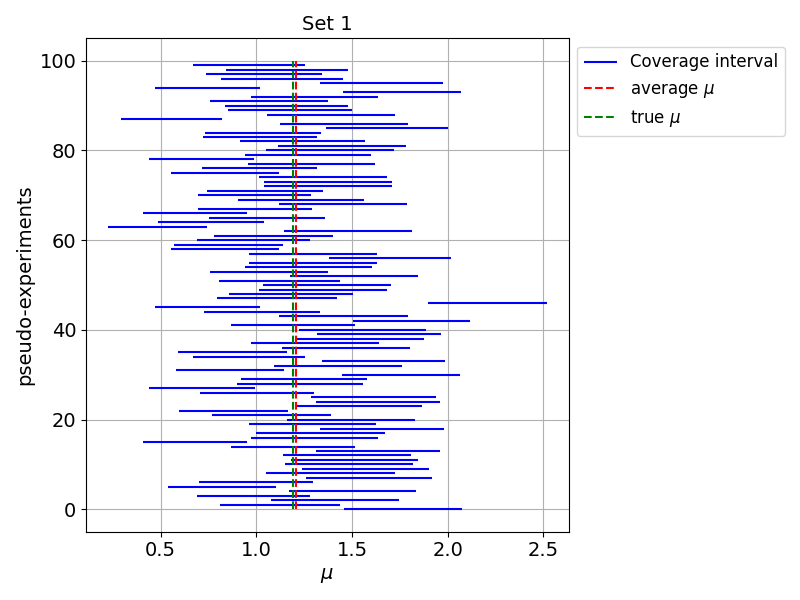 Set 1
100
80
60
40
20
0
pseudo-experiments
0.5 1.0 1.5 2.0 2.5
μ
Coverage interval
average μ
true μ